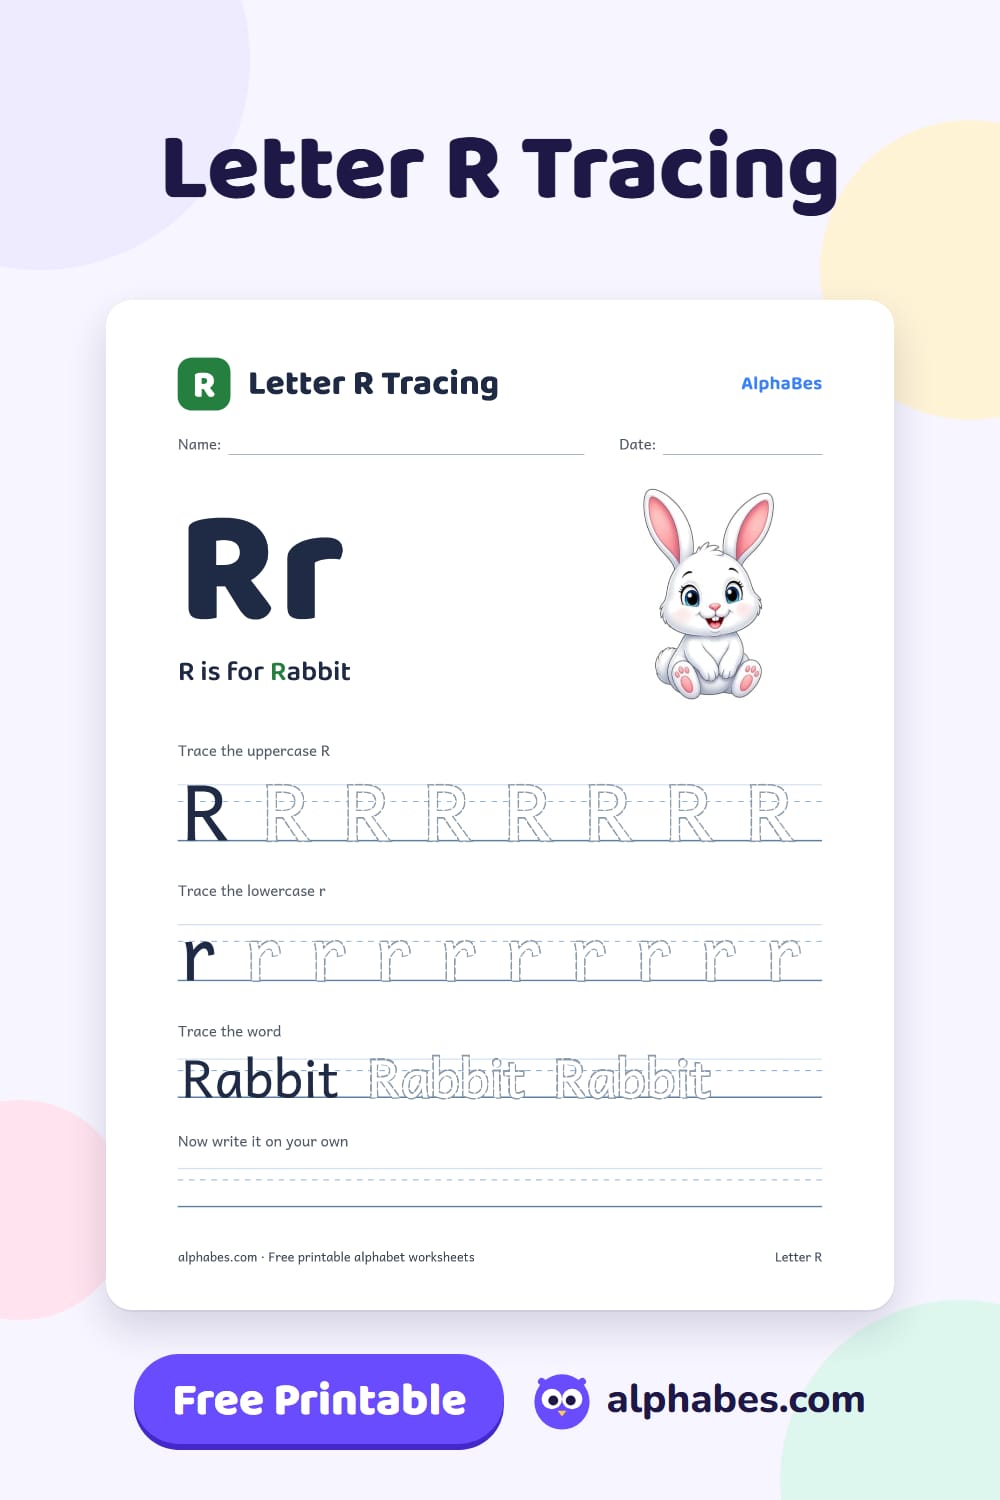 Letter R Tracing
R Letter R Tracing AlphaBes
Name: Date:
Rr
R is for Rabbit
Trace the uppercase R
R R R R R R R R
Trace the lowercase r
r r r r r r r r r r
Trace the word
Rabbit Rabbit Rabbit
Now write it on your own
alphabes.com · Free printable alphabet worksheets Letter R
Free Printable alphabes.com